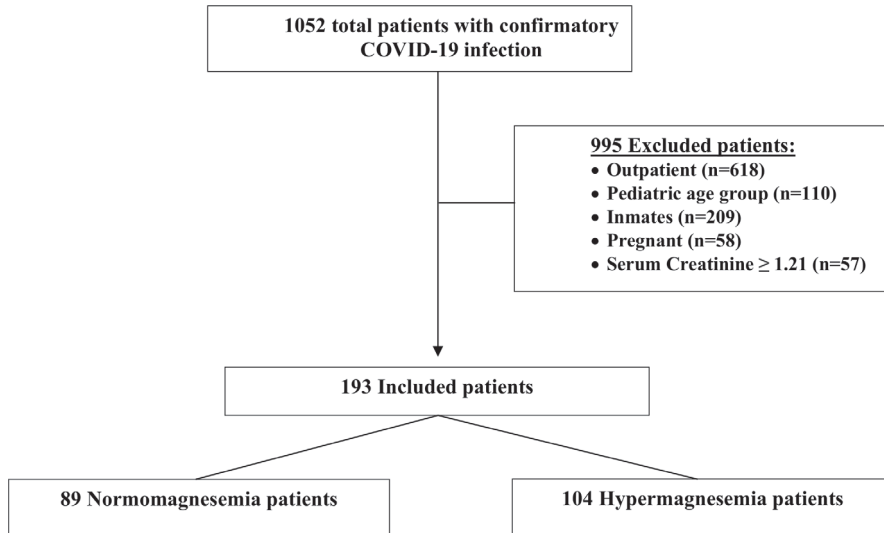 1052 total patients with confirmatory
COVID-19 infection
995 Excluded patients:
• Outpatient (n=618)
• Pediatric age group (n=110)
• Inmates (n=209)
• Pregnant (n=58)
• Serum Creatinine ≥ 1.21 (n=57)
193 Included patients
89 Normomagnesemia patients
104 Hypermagnesemia patients